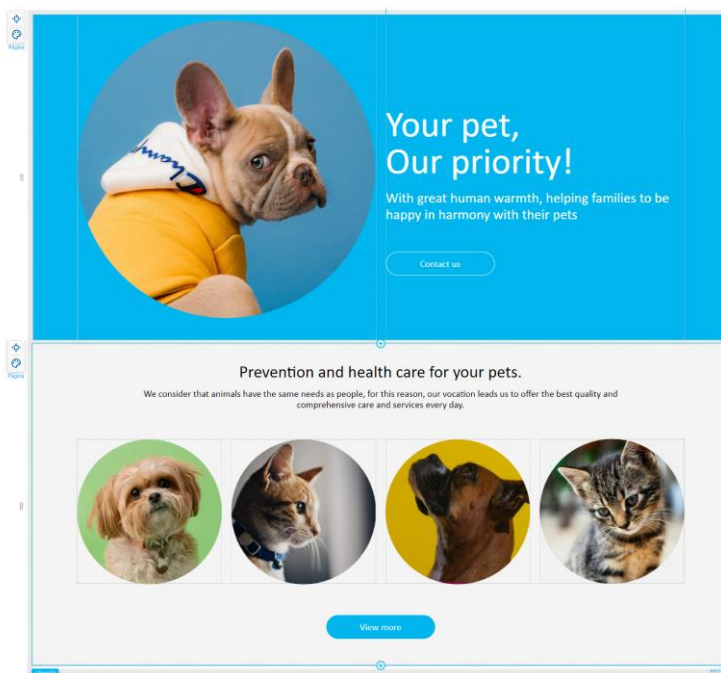 Página
Champ
Your pet,
Our priority!
With great human warmth, helping families to be
happy in harmony with their pets
Contact us
Página
Prevention and health care for your pets.
We consider that animals have the same needs as people, for this reason, our vocation leads us to offer the best quality and
comprehensive care and services every day.
View more